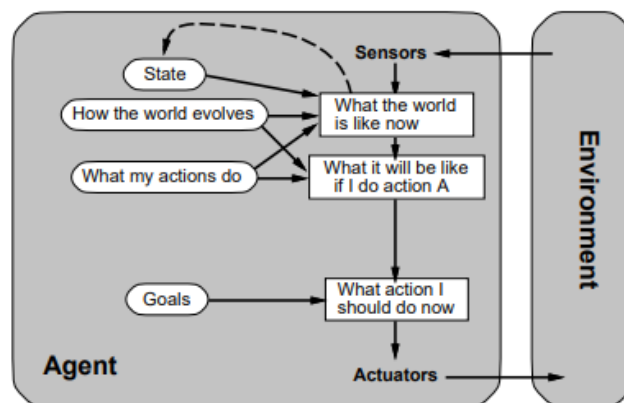 Sensors
State
What the world
is like now
How the world evolves
What it will be like
if I do action A
What my actions do
What action I
should do now
Goals
Agent
Actuators
Environment